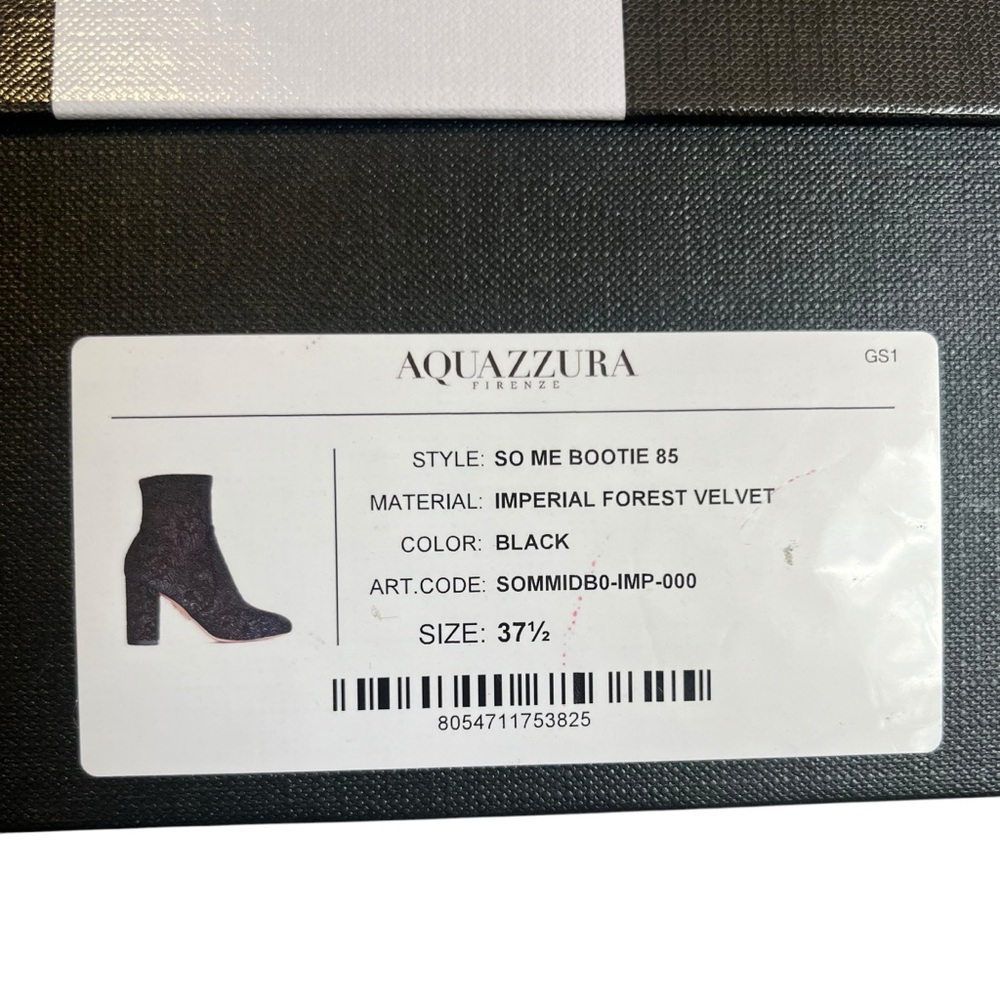 AQUAZZURA
FIRENZE
GS1
STYLE: SO ME BOOTIE 85
MATERIAL: IMPERIAL FOREST VELVET
COLOR: BLACK
ART.CODE: SOMMIDB0-IMP-000
SIZE: 37½
8054711753825